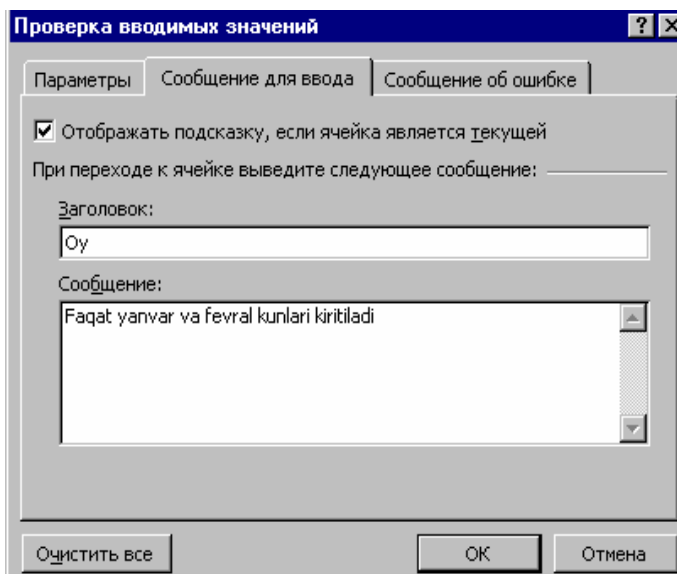 Проверка вводимых значений
Параметры Сообщение для ввода Сообщение об ошибке
Отображать подсказку, если ячейка является текущей
При переходе к ячейке выведите следующее сообщение:
Заголовок:
Oy
Сообщение:
Faqat yanvar va fevral kunlari kiritiladi
Очистить все ОК Отмена